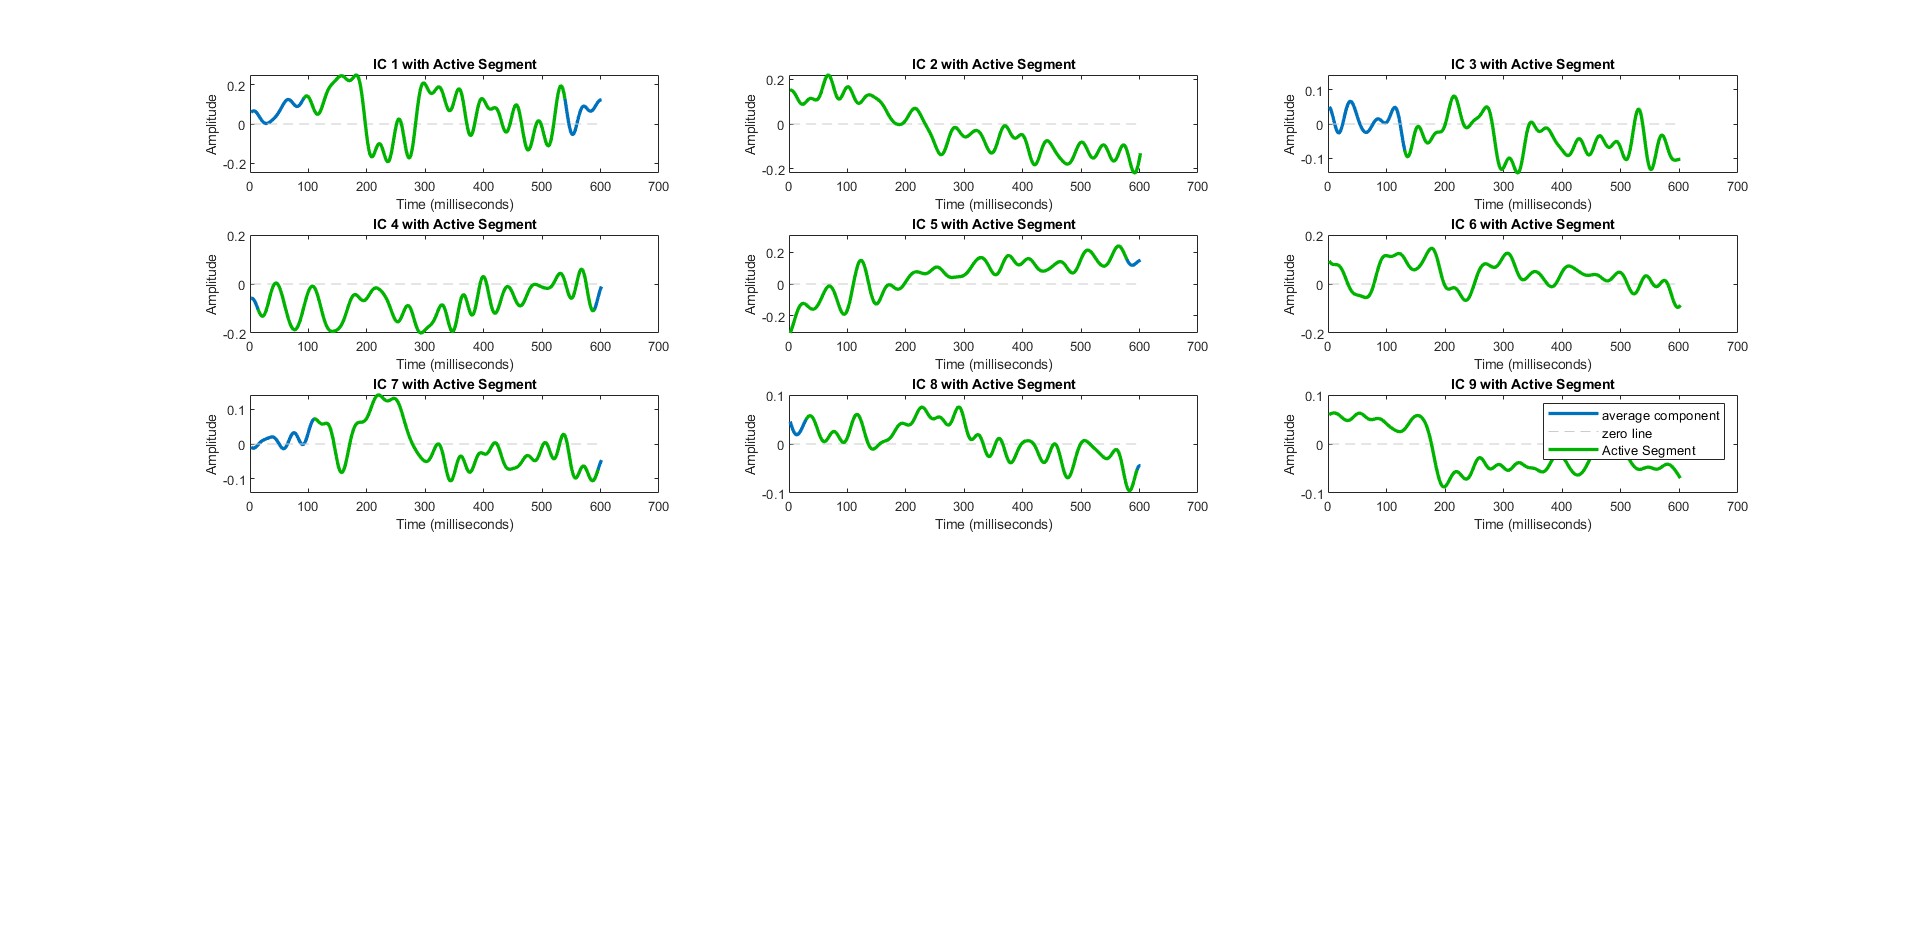 IC 1 with Active Segment
Amplitude
0.2
0
-0.2
0 100 200 300 400 500 600 700
Time (milliseconds)
IC 2 with Active Segment
Amplitude
0.2
0
-0.2
0 100 200 300 400 500 600 700
Time (milliseconds)
IC 3 with Active Segment
Amplitude
0.1
0
-0.1
0 100 200 300 400 500 600 700
Time (milliseconds)
IC 4 with Active Segment
Amplitude
0.2
0
-0.2
0 100 200 300 400 500 600 700
Time (milliseconds)
IC 5 with Active Segment
Amplitude
0.2
0
-0.2
0 100 200 300 400 500 600 700
Time (milliseconds)
IC 6 with Active Segment
Amplitude
0.2
0
-0.2
0 100 200 300 400 500 600 700
Time (milliseconds)
IC 7 with Active Segment
Amplitude
0.1
0
-0.1
0 100 200 300 400 500 600 700
Time (milliseconds)
IC 8 with Active Segment
Amplitude
0.1
0
-0.1
0 100 200 300 400 500 600 700
Time (milliseconds)
IC 9 with Active Segment
Amplitude
0.1
0
-0.1
average component
zero line
Active Segment
0 100 200 300 400 500 600 700
Time (milliseconds)